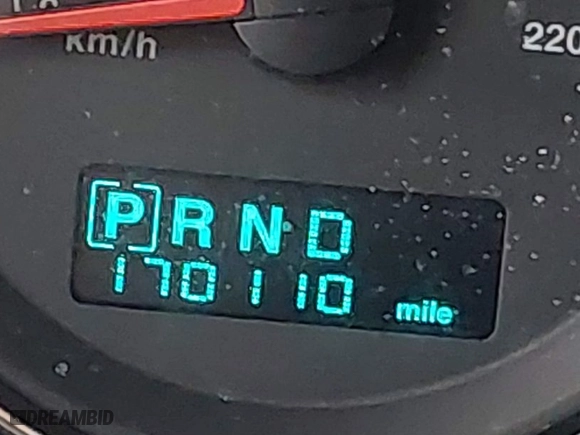 km/h
220
[P] R N D
170110 mile
DREAMBID